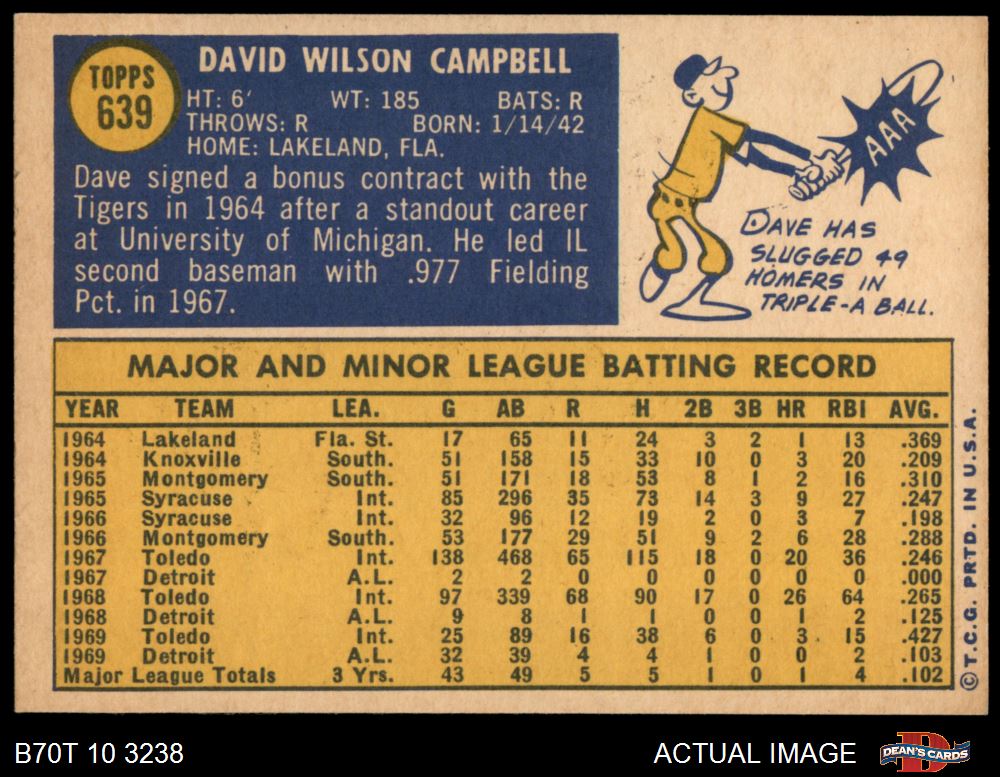 TOPPS
639
DAVID WILSON CAMPBELL
HT: 6' WT: 185 BATS: R
THROWS: R BORN: 1/14/42
HOME: LAKELAND, FLA.
Dave signed a bonus contract with the
Tigers in 1964 after a standout career
at University of Michigan. He led IL
second baseman with .977 Fielding
Pct. in 1967.
AAA
DAVE HAS
SLUGGED 49
HOMERS IN
TRIPLE-A BALL.
MAJOR AND MINOR LEAGUE BATTING RECORD
YEAR TEAM LEA. G AB R H 2B 3B HR RBI AVG.
1964 Lakeland Fla. St. 17 65 11 24 3 2 1 13 .369
1964 Knoxville South. 51 158 15 33 10 0 3 20 .209
1965 Montgomery South. 51 171 18 53 8 1 2 16 .310
1965 Syracuse Int. 85 296 35 73 14 3 9 27 .247
1966 Syracuse Int. 32 96 12 19 2 0 3 7 .198
1966 Montgomery South. 53 177 29 51 9 2 6 28 .288
1967 Toledo Int. 138 468 65 115 18 0 20 36 .246
1967 Detroit A.L. 2 2 0 0 0 0 0 0 .000
1968 Toledo Int. 97 339 68 90 17 0 26 64 .265
1968 Detroit A.L. 9 8 1 1 0 0 1 2 .125
1969 Toledo Int. 25 89 16 38 6 0 3 15 .427
1969 Detroit A.L. 32 39 4 4 1 0 0 2 .103
Major League Totals 3 Yrs. 43 49 5 5 1 0 1 4 .102
©T.C.G. PRTD. IN U.S.A.
B70T 10 3238
ACTUAL IMAGE
D
DEAN'S CARDS